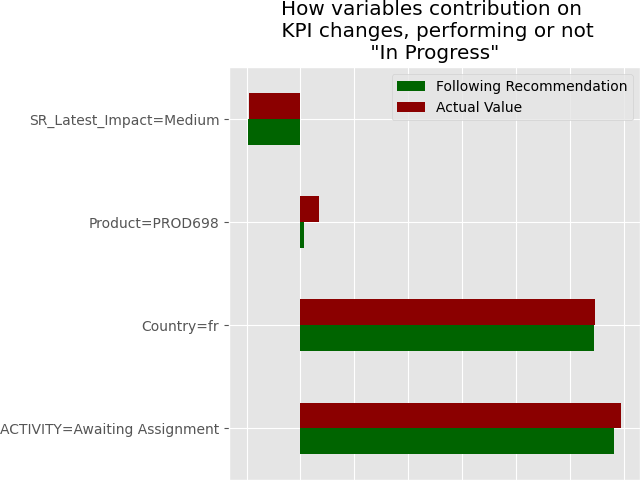 How variables contribution on
KPI changes, performing or not
"In Progress"
Following Recommendation
Actual Value
SR_Latest_Impact=Medium
Product=PROD698
Country=fr
ACTIVITY=Awaiting Assignment